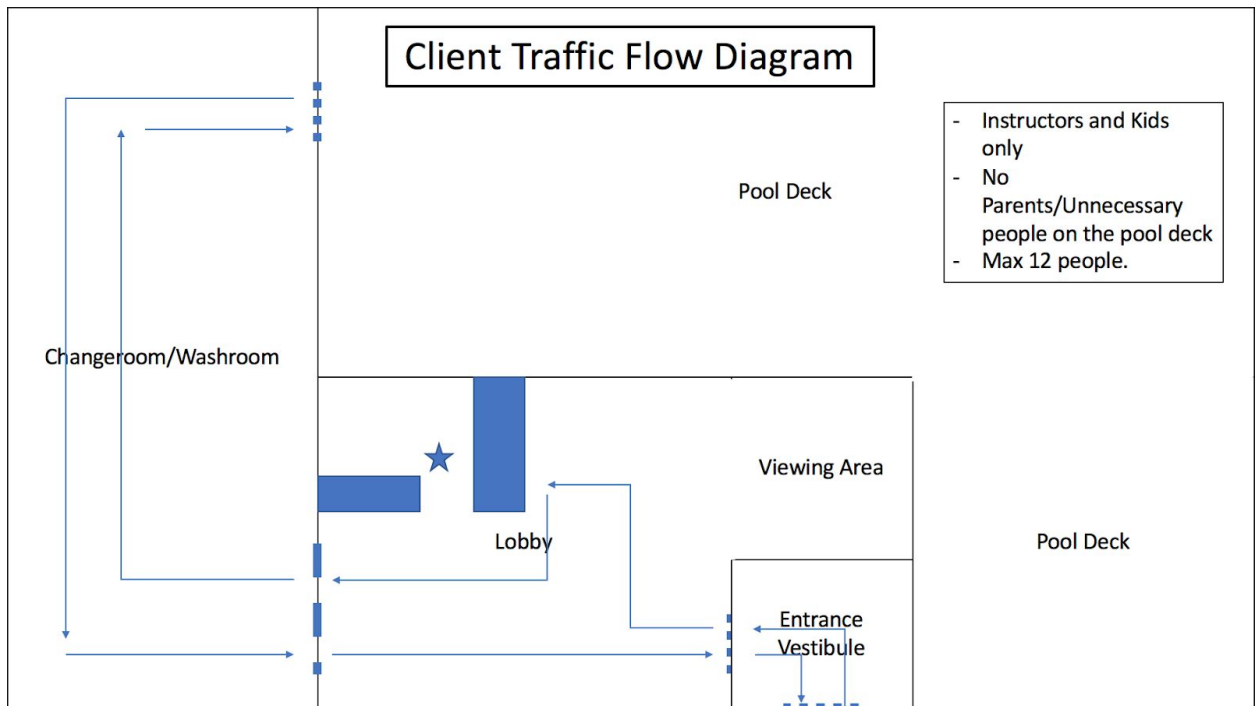 Client Traffic Flow Diagram
- Instructors and Kids
only
- No
Parents/Unnecessary
people on the pool deck
- Max 12 people.
Pool Deck
Changeroom/Washroom
Viewing Area
Lobby
Pool Deck
Entrance
Vestibule